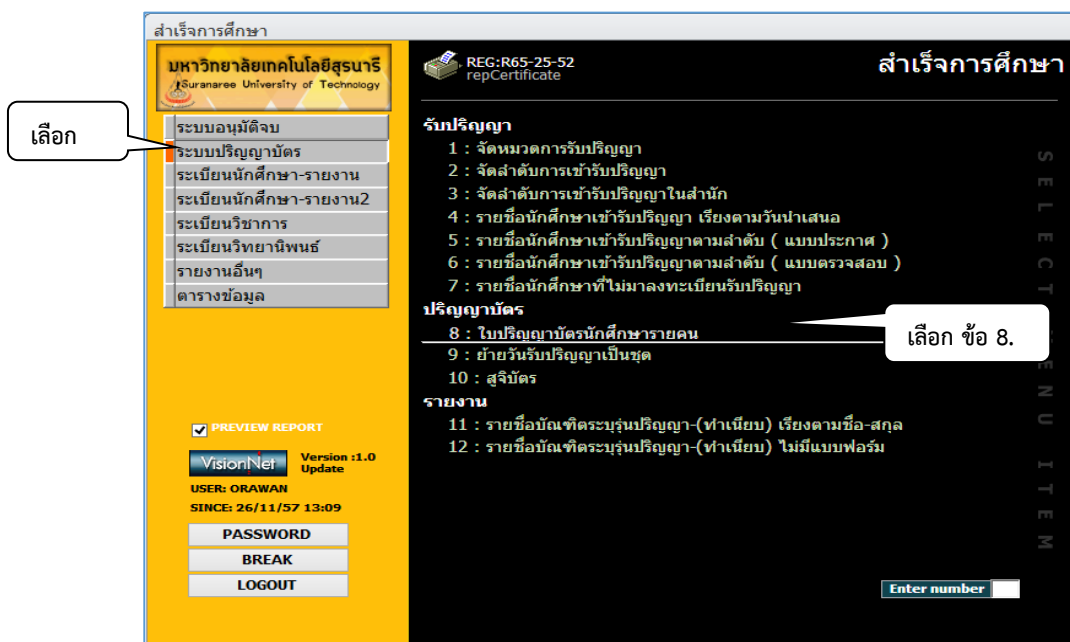 สำเร็จการศึกษา
มหาวิทยาลัยเทคโนโลยีสุรนารี
Suranaree University of Technology
REG:R65-25-52
repCertificate
สำเร็จการศึกษา
เลือก
ระบบอนุมัติจบ
ระบบปริญญาบัตร
ระเบียนนักศึกษา-รายงาน
ระเบียนนักศึกษา-รายงาน2
ระเบียนวิชาการ
ระเบียนวิทยานิพนธ์
รายงานอื่นๆ
ตารางข้อมูล
รับปริญญา
1 : จัดหมวดการรับปริญญา
2 : จัดลำดับการเข้ารับปริญญา
3 : จัดลำดับการเข้ารับปริญญาในสำนัก
4 : รายชื่อนักศึกษาเข้ารับปริญญา เรียงตามวันนำเสนอ
5 : รายชื่อนักศึกษาเข้ารับปริญญาตามลำดับ ( แบบประกาศ )
6 : รายชื่อนักศึกษาเข้ารับปริญญาตามลำดับ ( แบบตรวจสอบ )
7 : รายชื่อนักศึกษาที่ไม่มาลงทะเบียนรับปริญญา
ปริญญาบัตร
8 : ใบปริญญาบัตรนักศึกษารายคน
เลือก ข้อ 8.
9 : ย้ายวันรับปริญญาเป็นชุด
10 : สูจิบัตร
รายงาน
11 : รายชื่อบัณฑิตระบุรุ่นปริญญา-(ทำเนียบ) เรียงตามชื่อ-สกุล
12 : รายชื่อบัณฑิตระบุรุ่นปริญญา-(ทำเนียบ) ไม่มีแบบฟอร์ม
PREVIEW REPORT
VisionNet
Version :1.0
Update
USER: ORAWAN
SINCE: 26/11/57 13:09
PASSWORD
BREAK
LOGOUT
Enter number
SELECT ENU ITEM